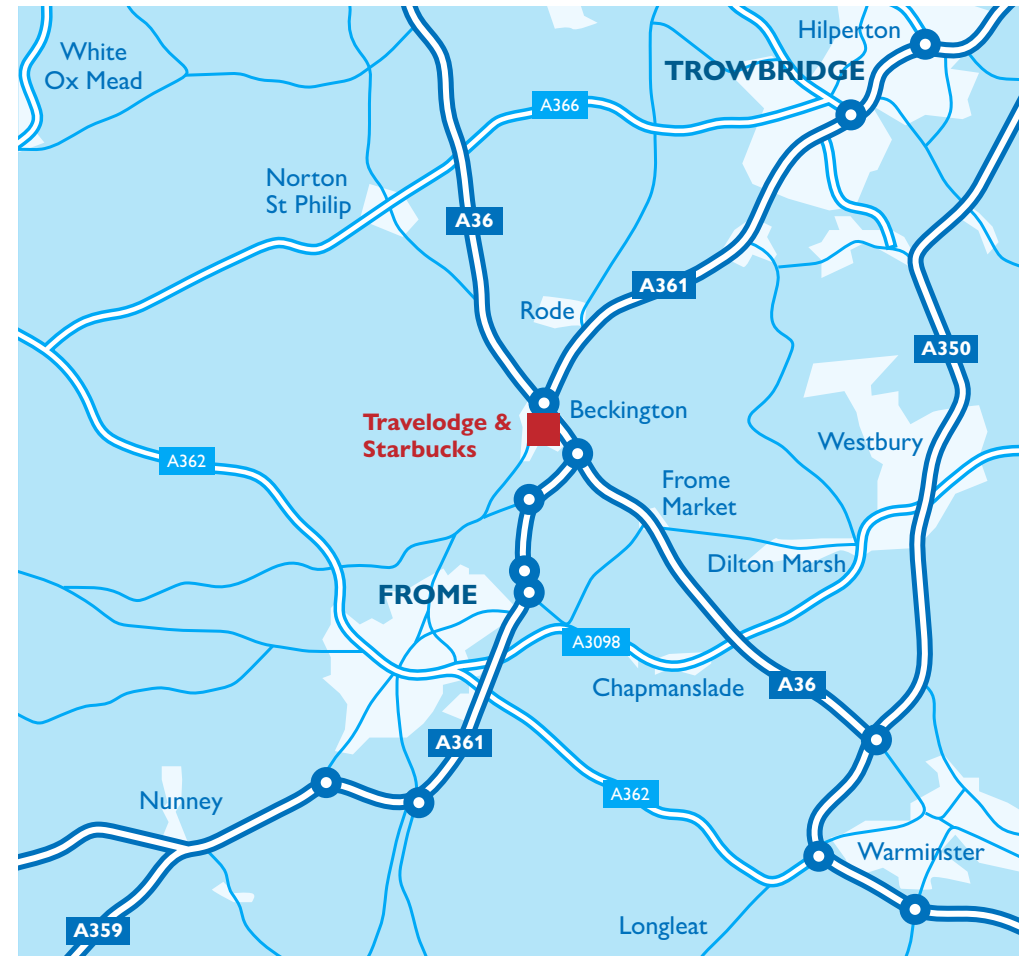 Hilperton
White
Ox Mead
TROWBRIDGE
A366
Norton
St Philip
A36
A361
Rode
A350
Travelodge &
Starbucks
Beckington
Westbury
A362
Frome
Market
Dilton Marsh
FROME
A3098
Chapmanslade
A36
A361
A362
Nunney
Warminster
Longleat
A359